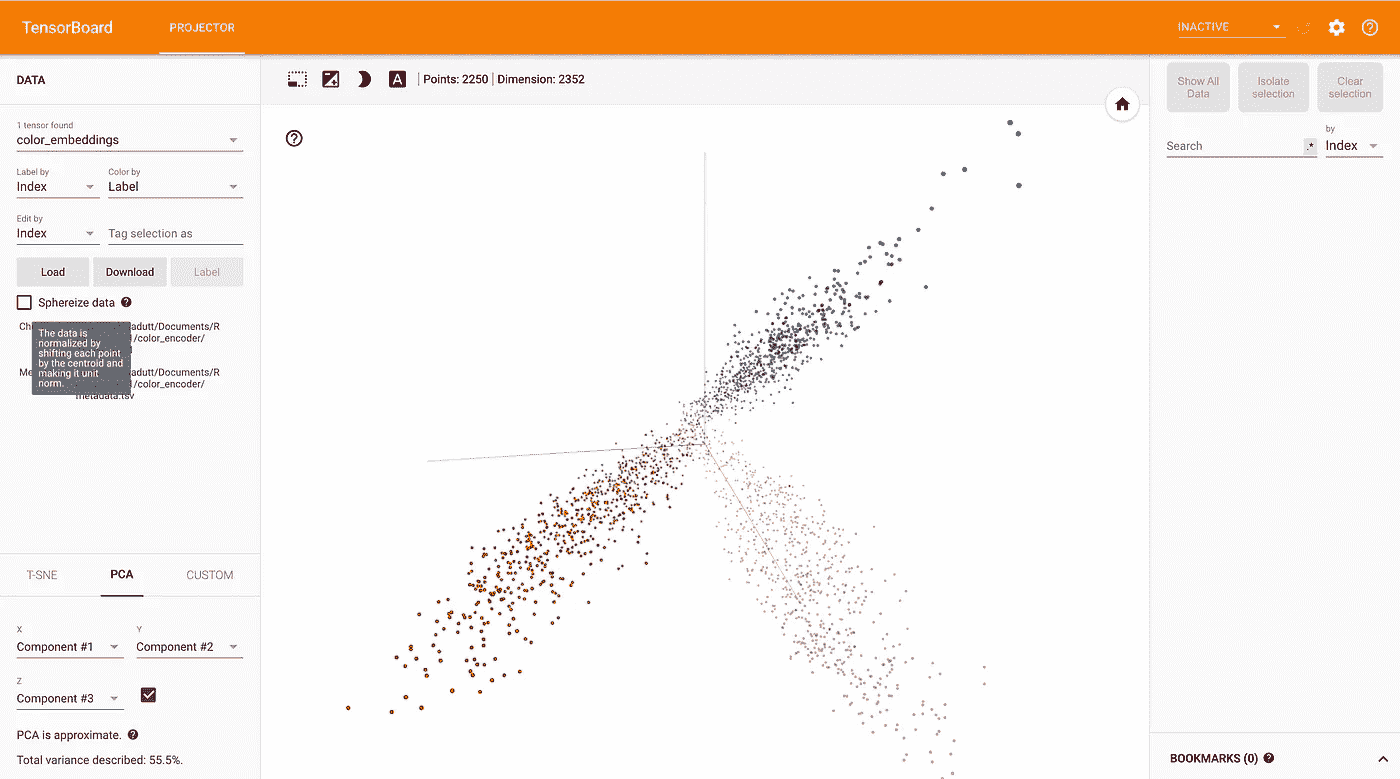 TensorBoard
PROJECTOR
INACTIVE
DATA
Points: 2250 | Dimension: 2352
1 tensor found
color_embeddings
Label by
Index
Color by
Label
Edit by
Index
Tag selection as
Load
Download
Label
Sphereize data
Ch
adutt/Documents/R
1/color_encoder/
The data is
normalized by
shifting each point
by the centroid and
making it unit
norm.
Me
adutt/Documents/R
1/color_encoder/
metadata.tsv
T-SNE
PCA
CUSTOM
X
Component #1
Y
Component #2
Z
Component #3
PCA is approximate.
Total variance described: 55.5%.
A
Show All
Data
Isolate
selection
Clear
selection
Search
.*
by
Index
BOOKMARKS (0)